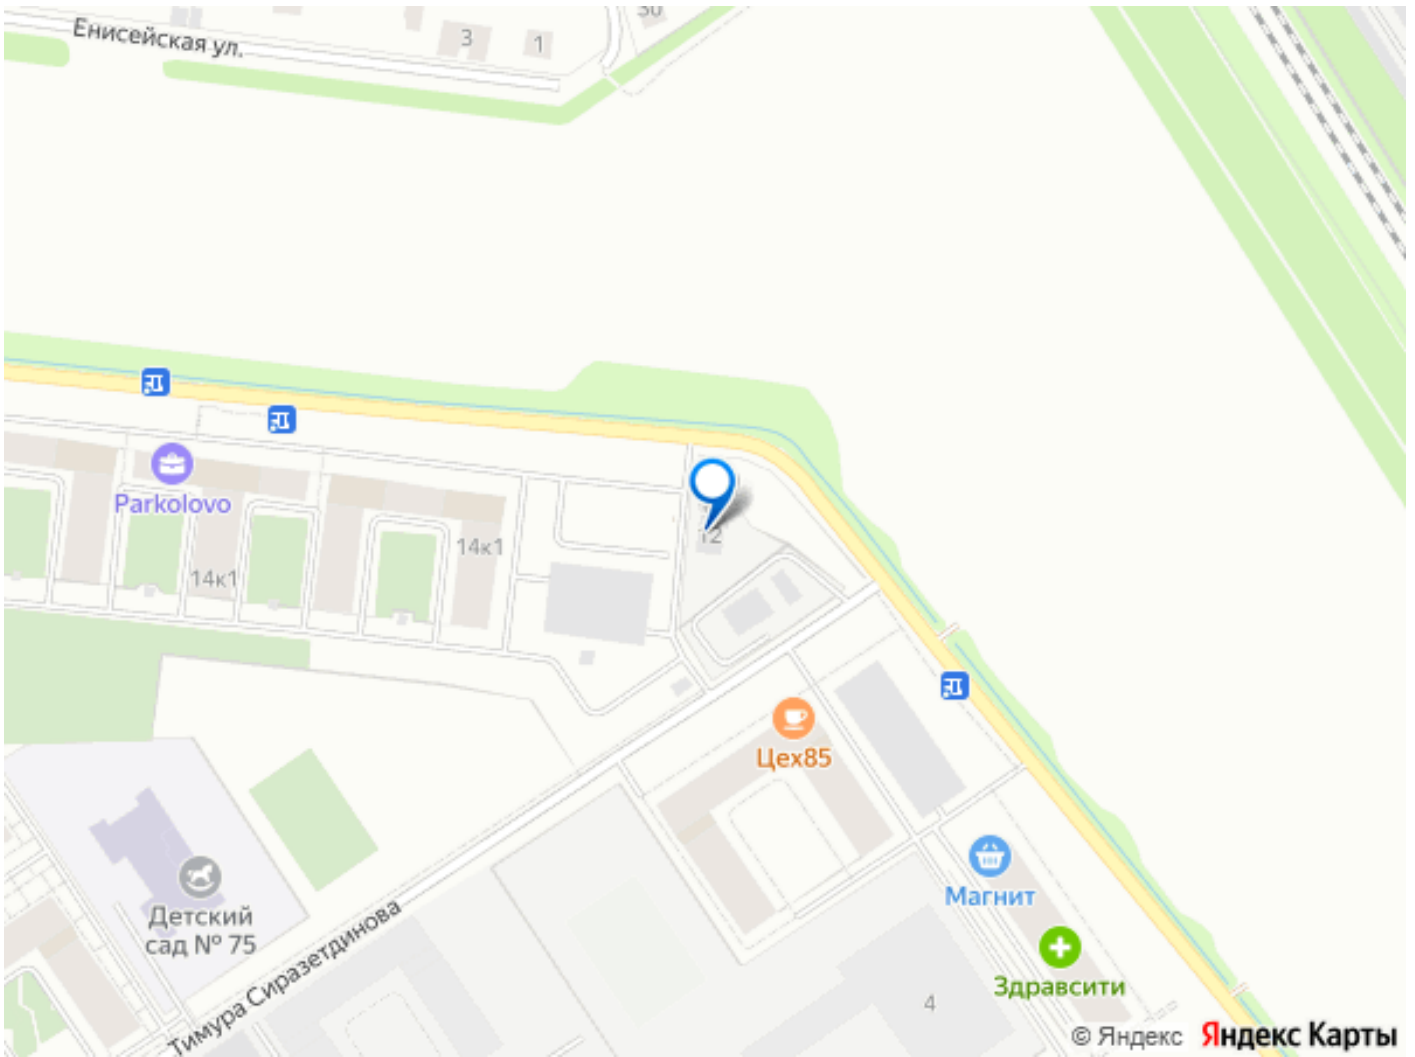 30
Енисейская ул.
3
1
Parkolovo
12
14к1
14к1
Цех85
Магнит
Детский
сад № 75
Тимура Сиразетдинова
Здравсити
4
© Яндекс Яндекс Карты